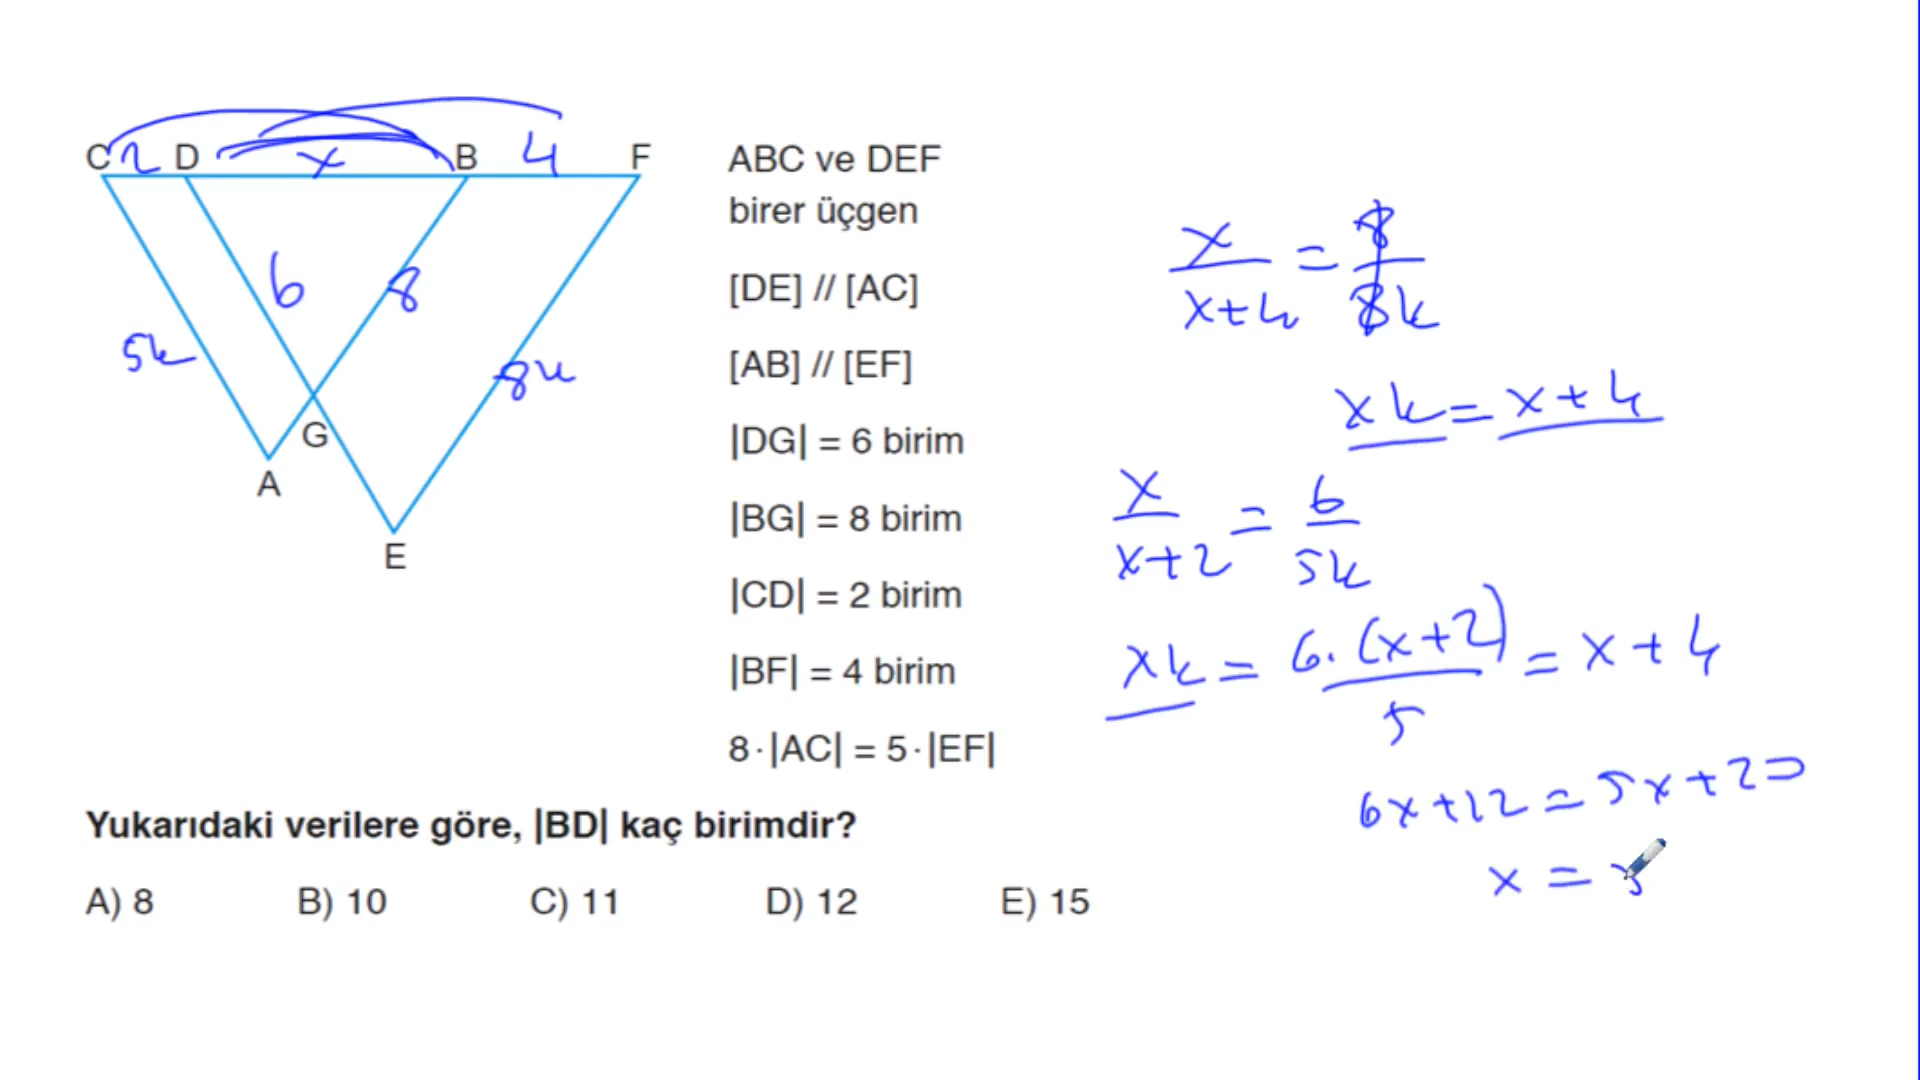 C 2 D x B 4 F
6 8
5k 8k
G
A
E
ABC ve DEF
birer üçgen
[DE] // [AC]
[AB] // [EF]
|DG| = 6 birim
|BG| = 8 birim
|CD| = 2 birim
|BF| = 4 birim
8·|AC| = 5·|EF|
Yukarıdaki verilere göre, |BD| kaç birimdir?
A) 8 B) 10 C) 11 D) 12 E) 15
x/x+4 = 8/8k
xk = x+4
x/x+2 = 6/5k
xk = 6.(x+2)/5 = x+4
6x+12 = 5x+20
x =